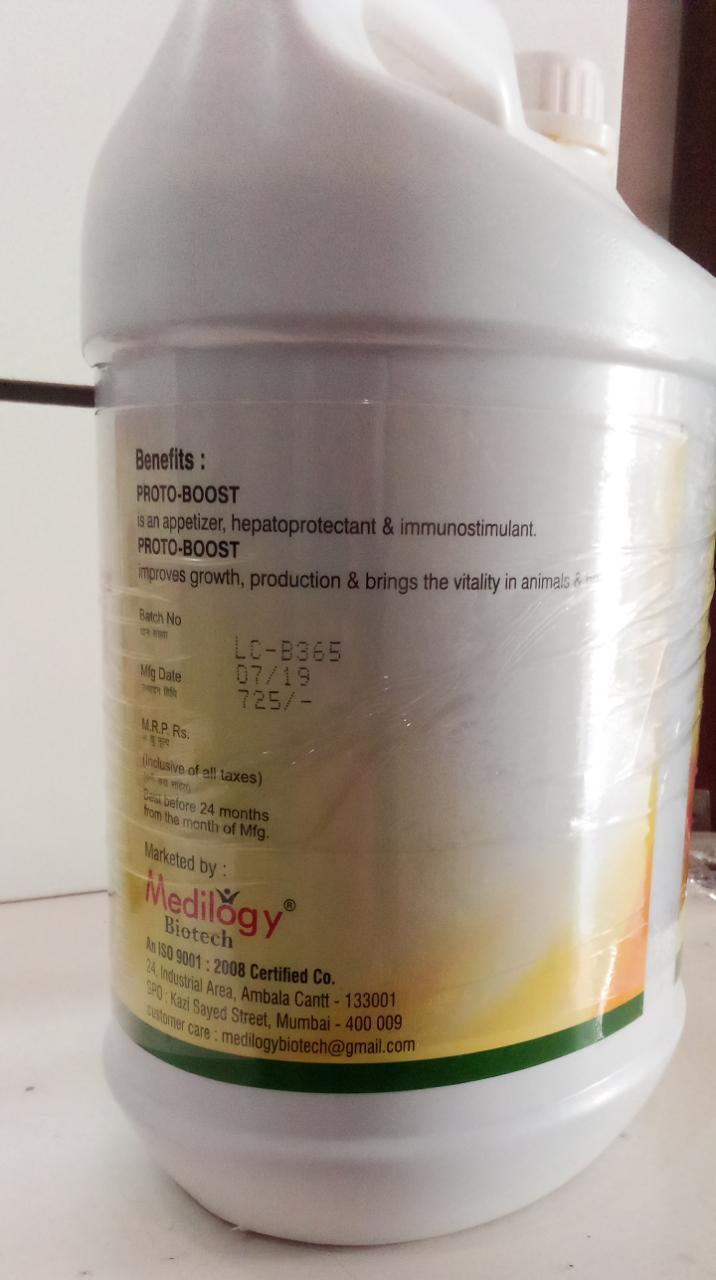 Benefits :
PROTO-BOOST
is an appetizer, hepatoprotectant & immunostimulant.
PROTO-BOOST
improves growth, production & brings the vitality in animals &
Batch No
LC-B365
Mfg Date
07/19
725/-
M.R.P. Rs.
(Inclusive of all taxes)
Best before 24 months
from the month of Mfg.
Marketed by :
Medilogy®
Biotech
An ISO 9001 : 2008 Certified Co.
24, Industrial Area, Ambala Cantt - 133001
SPO : Kazi Sayed Street, Mumbai - 400 009
customer care : medilogybiotech@gmail.com